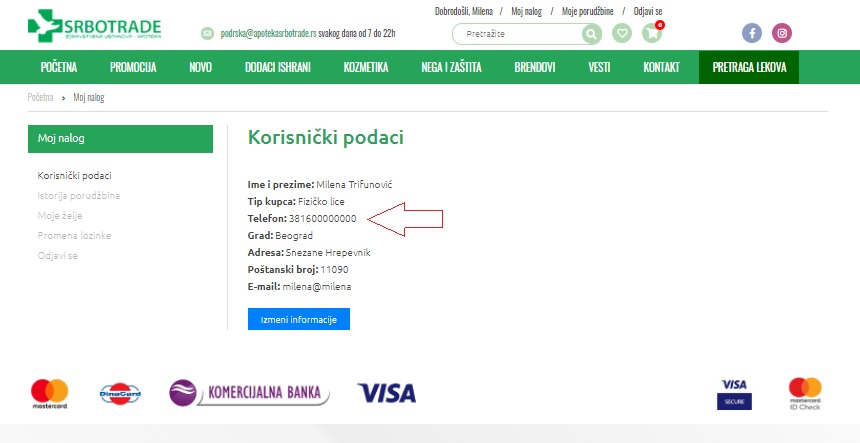 SRBOTRADE
ZDRAVSTVENA USTANOVA - APOTEKA
podrska@apotekasrbotrade.rs svakog dana od 7 do 22h
Dobrodošli, Milena / Moj nalog / Moje porudžbine / Odjavi se
Pretražite
0
POČETNA PROMOCIJA NOVO DODACI ISHRANI KOZMETIKA NEGA I ZAŠTITA BRENDOVI VESTI KONTAKT PRETRAGA LEKOVA
Početna > Moj nalog
Moj nalog
Korisnički podaci
Istorija porudžbina
Moje želje
Promena lozinke
Odjavi se
Korisnički podaci
Ime i prezime: Milena Trifunović
Tip kupca: Fizičko lice
Telefon: 381600000000
Grad: Beograd
Adresa: Snezane Hrepevnik
Poštanski broj: 11090
E-mail: milena@milena
Izmeni informacije
mastercard.
DinaCard
KOMERCIJALNA BANKA
VISA
VISA
SECURE
mastercard.
ID Check